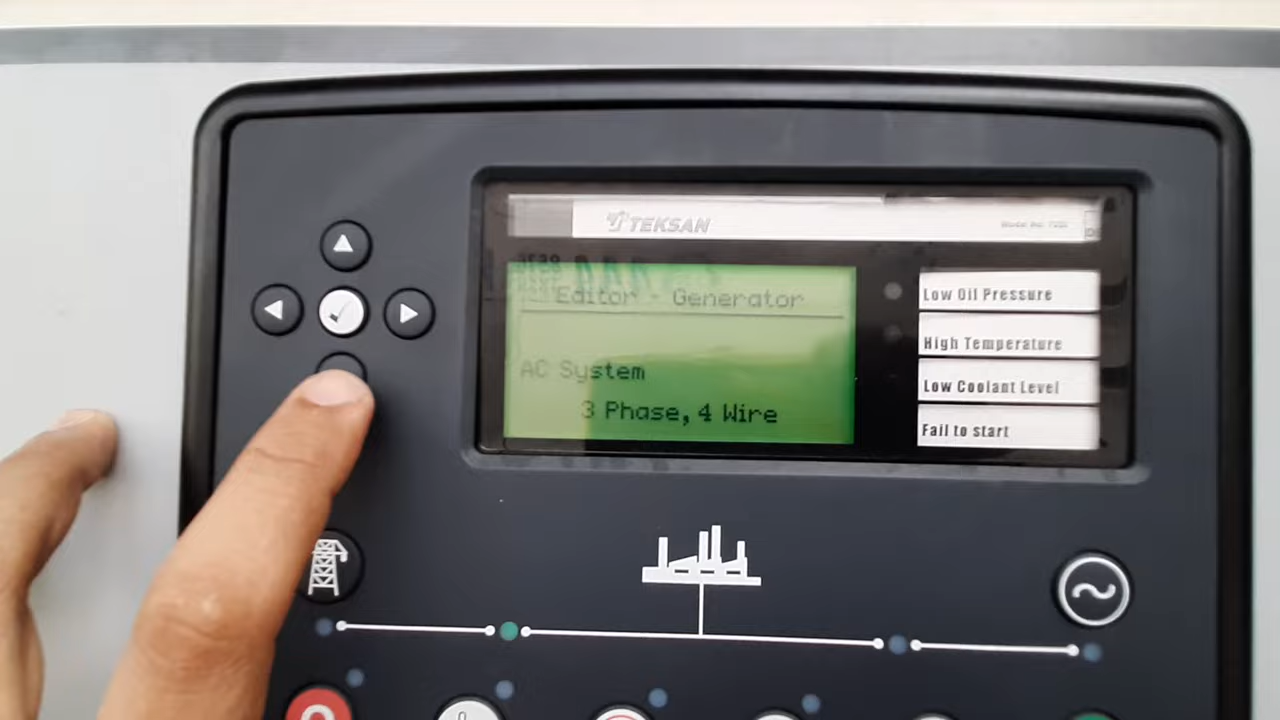 TEKSAN
Editor - Generator
AC System
3 Phase, 4 Wire
Low Oil Pressure
High Temperature
Low Coolant Level
Fail to start